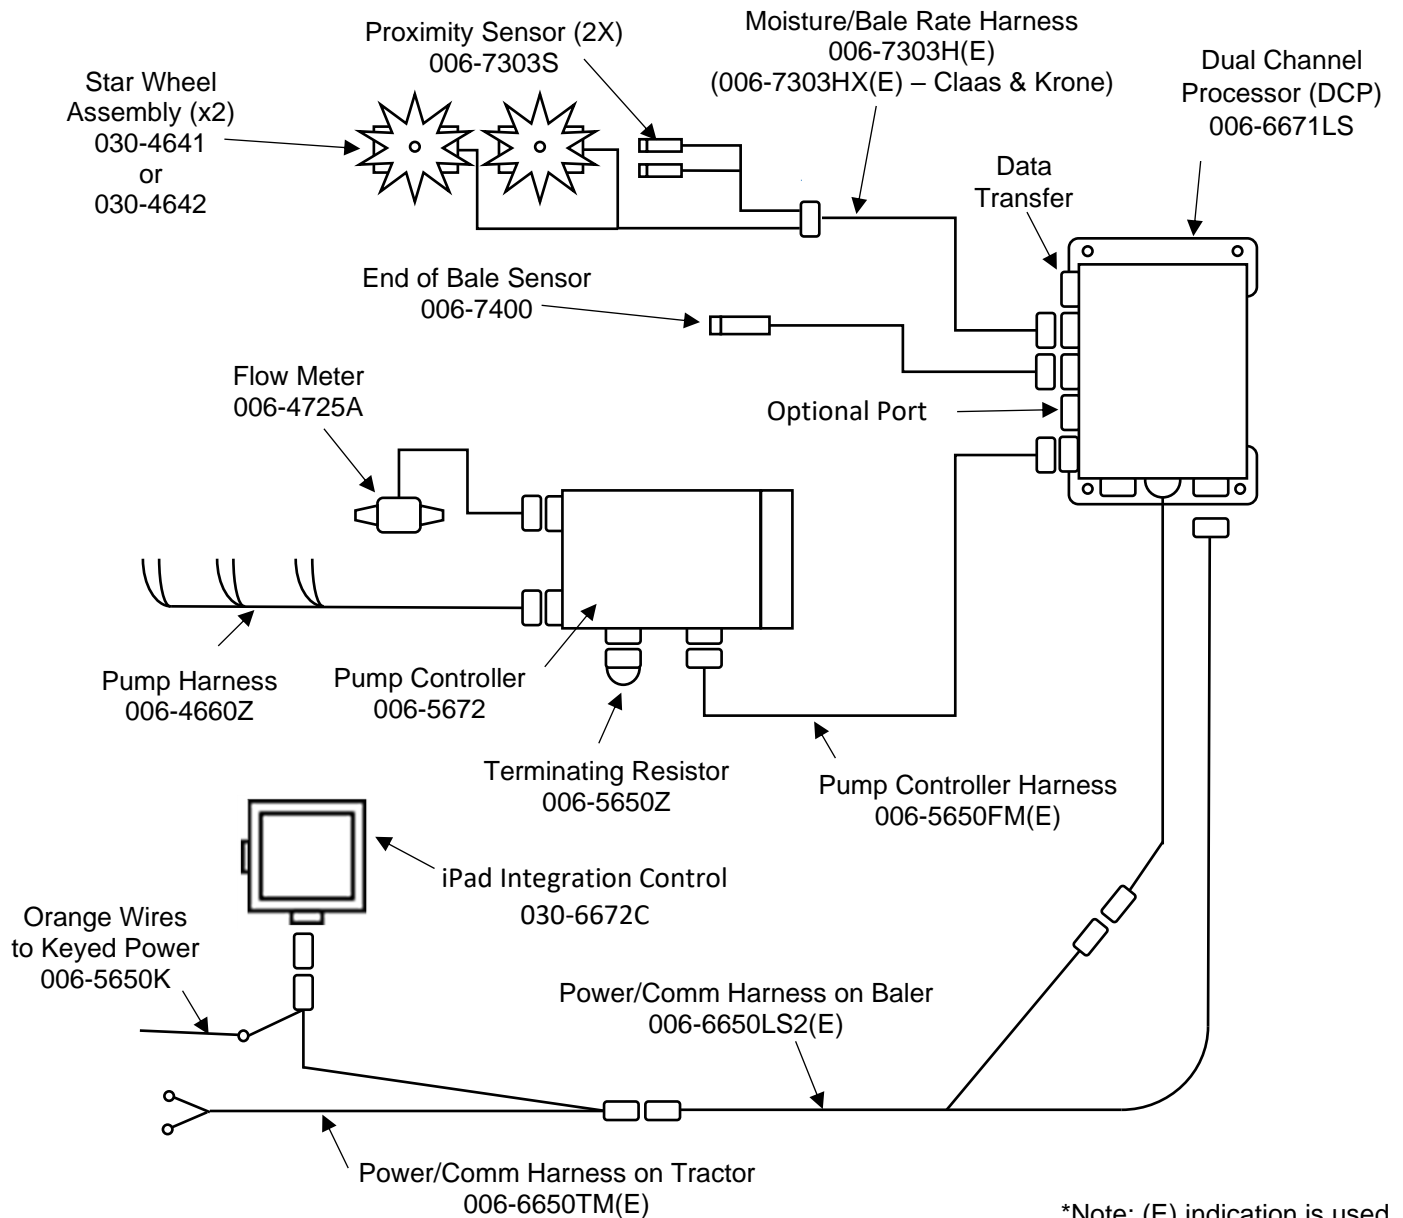 Proximity Sensor (2X)
006-7303S
Moisture/Bale Rate Harness
006-7303H(E)
(006-7303HX(E) – Claas & Krone)
Dual Channel
Processor (DCP)
006-6671LS
Star Wheel
Assembly (x2)
030-4641
or
030-4642
Data
Transfer
End of Bale Sensor
006-7400
Flow Meter
006-4725A
Optional Port
Pump Harness
006-4660Z
Pump Controller
006-5672
Terminating Resistor
006-5650Z
Pump Controller Harness
006-5650FM(E)
iPad Integration Control
030-6672C
Orange Wires
to Keyed Power
006-5650K
Power/Comm Harness on Baler
006-6650LS2(E)
Power/Comm Harness on Tractor
006-6650TM(E)
*Note: (E) indication is used